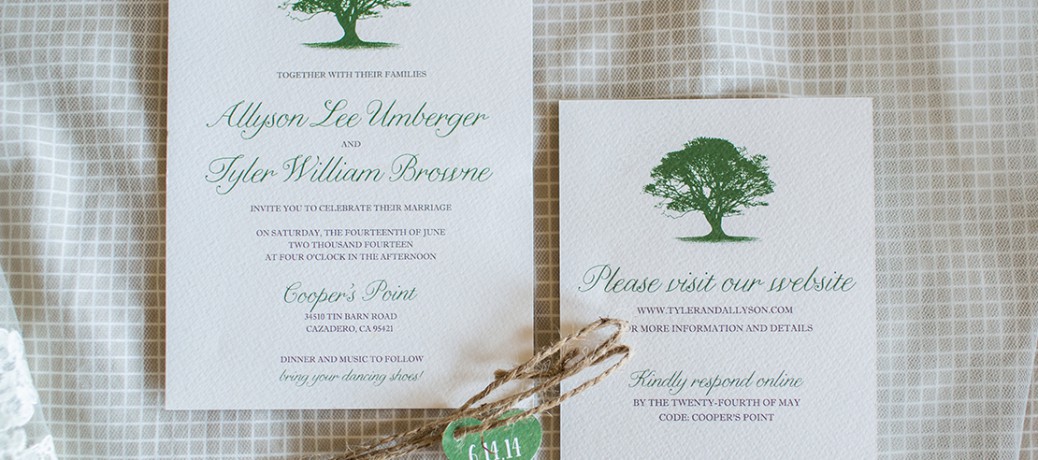 TOGETHER WITH THEIR FAMILIES
Allyson Lee Umberger
AND
Tyler William Browne
INVITE YOU TO CELEBRATE THEIR MARRIAGE
ON SATURDAY, THE FOURTEENTH OF JUNE
TWO THOUSAND FOURTEEN
AT FOUR O'CLOCK IN THE AFTERNOON
Cooper's Point
34510 TIN BARN ROAD
CAZADERO, CA 95421
DINNER AND MUSIC TO FOLLOW
bring your dancing shoes!
6.14.14
Please visit our website
WWW.TYLERANDALLYSON.COM
OR MORE INFORMATION AND DETAILS
Kindly respond online
BY THE TWENTY-FOURTH OF MAY
CODE: COOPER'S POINT